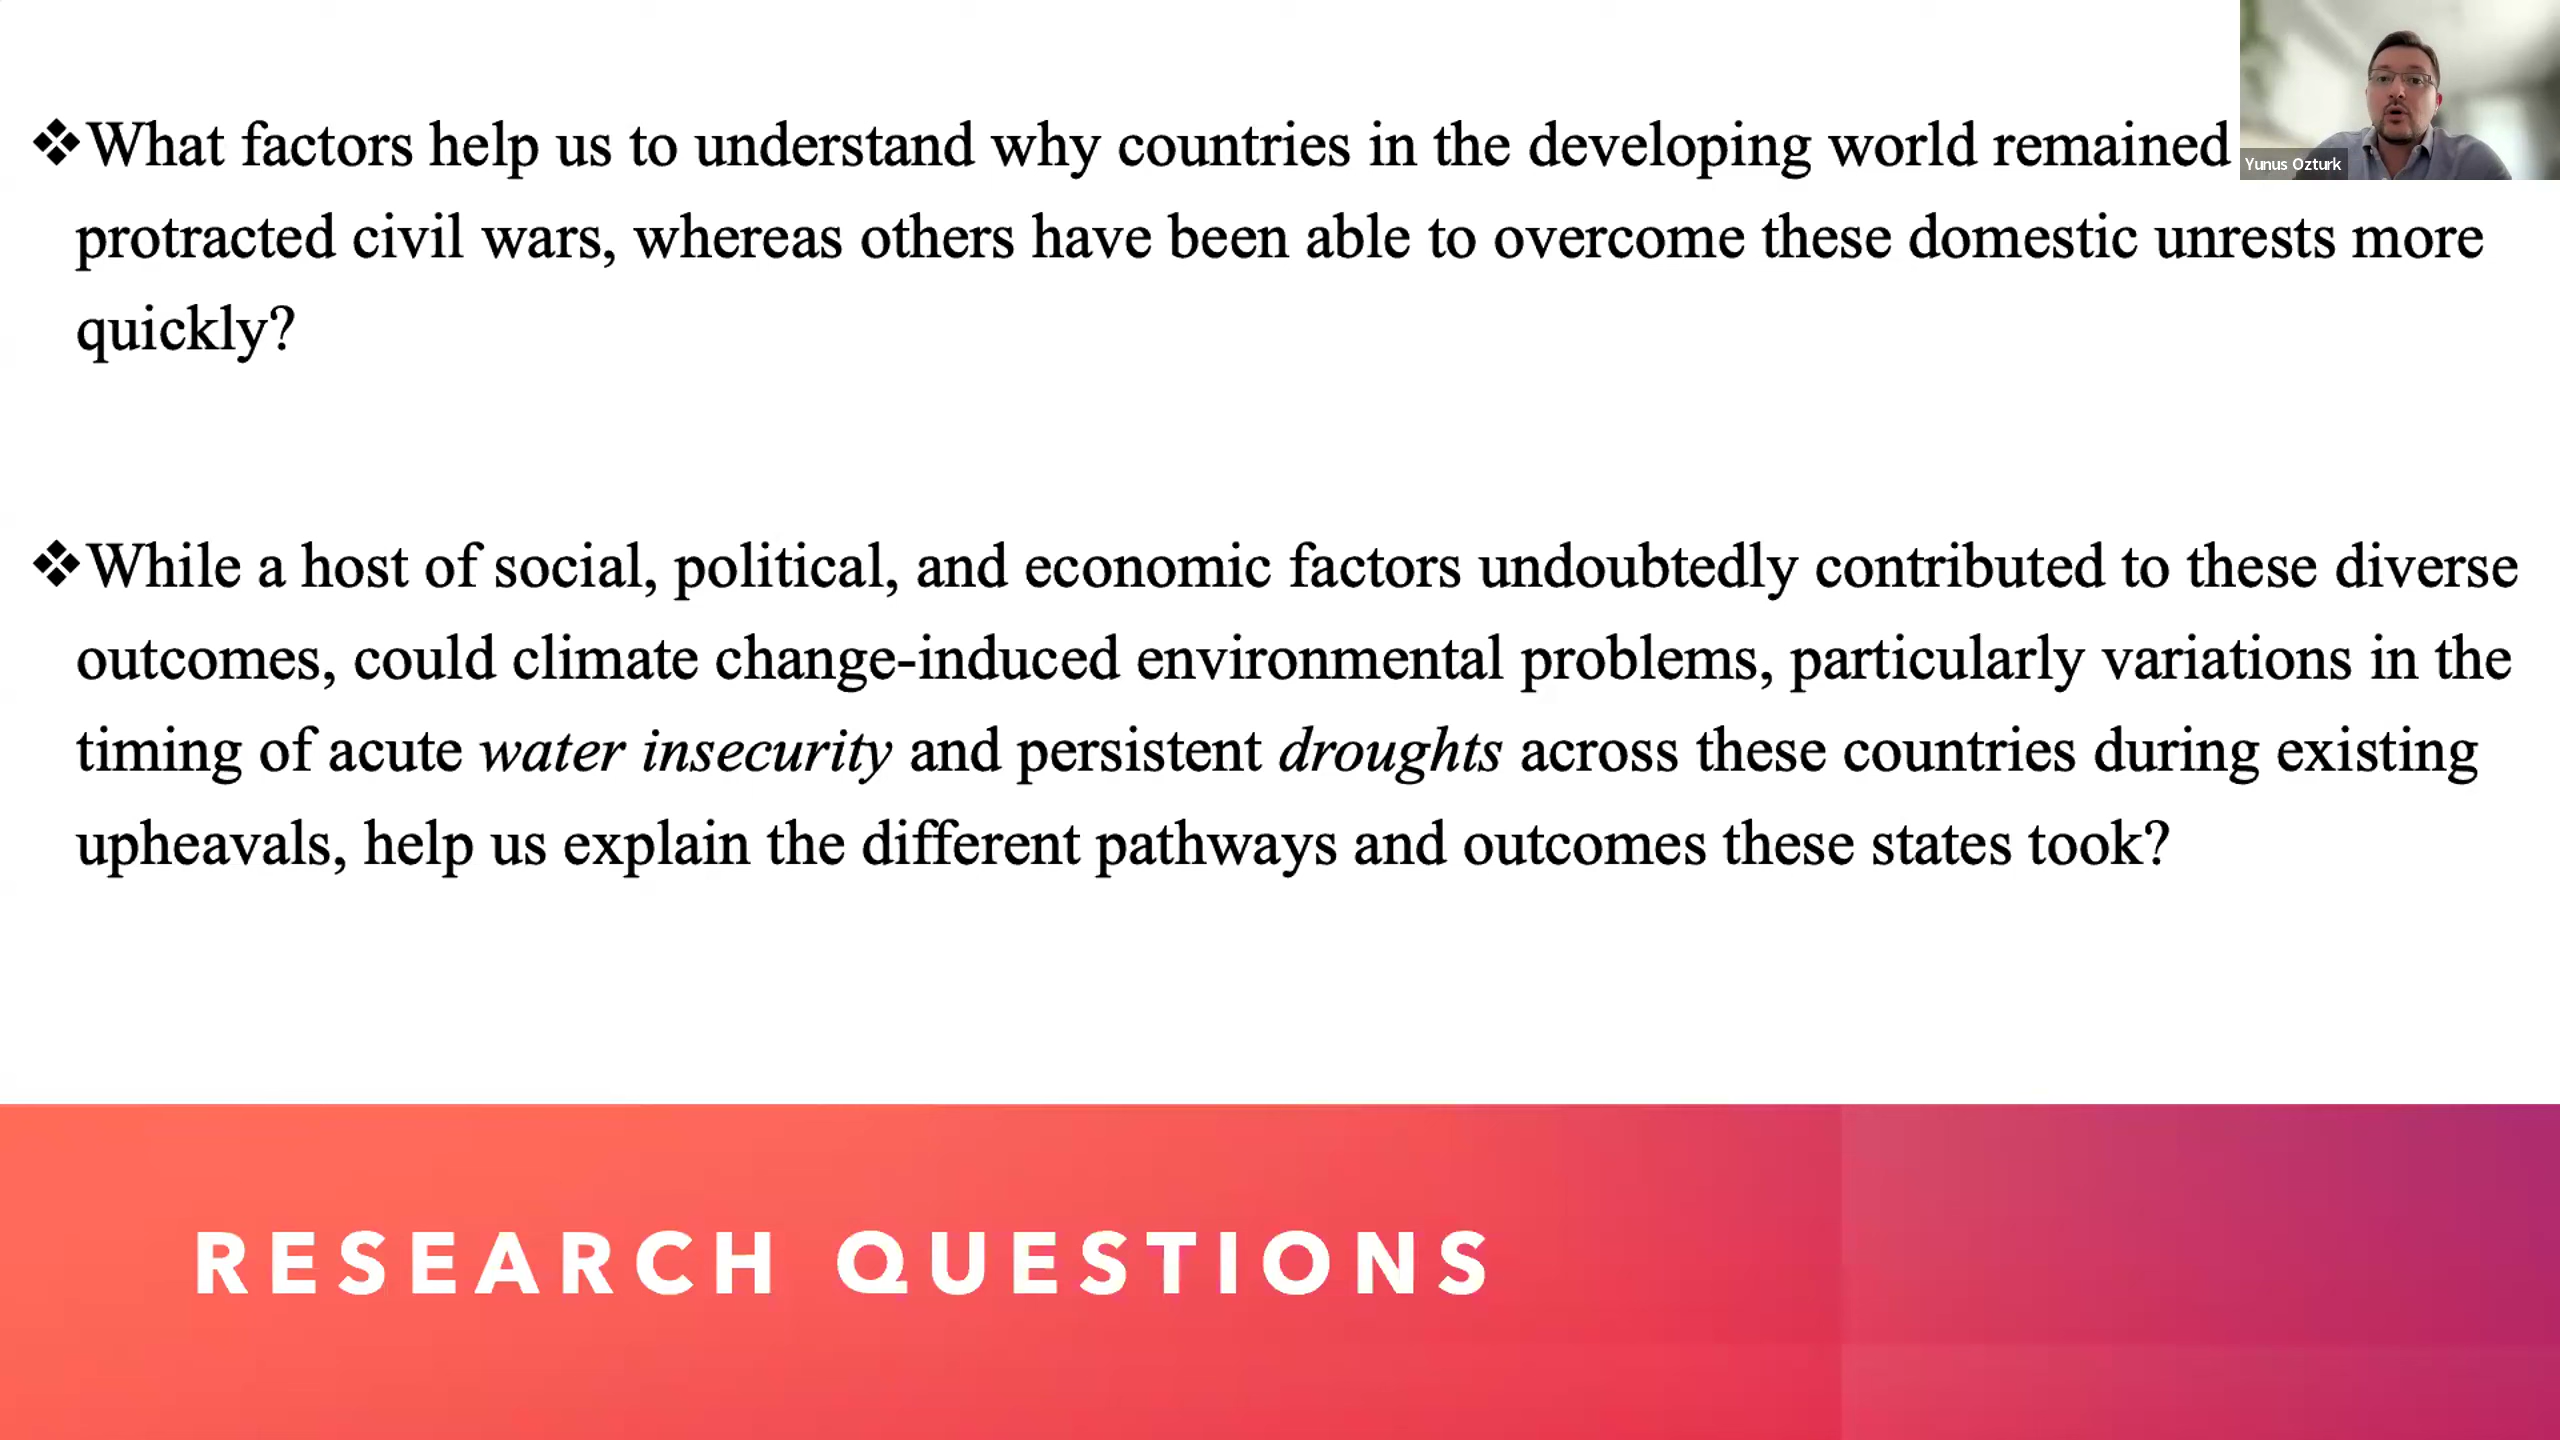 ❖What factors help us to understand why countries in the developing world remained
protracted civil wars, whereas others have been able to overcome these domestic unrests more
quickly?
❖While a host of social, political, and economic factors undoubtedly contributed to these diverse
outcomes, could climate change-induced environmental problems, particularly variations in the
timing of acute water insecurity and persistent droughts across these countries during existing
upheavals, help us explain the different pathways and outcomes these states took?
RESEARCH QUESTIONS
Yunus Ozturk